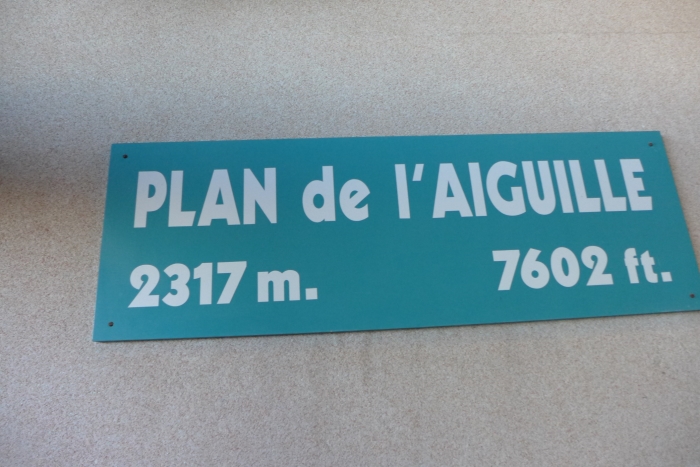 PLAN de l'AIGUILLE
2317 m. 7602 ft.